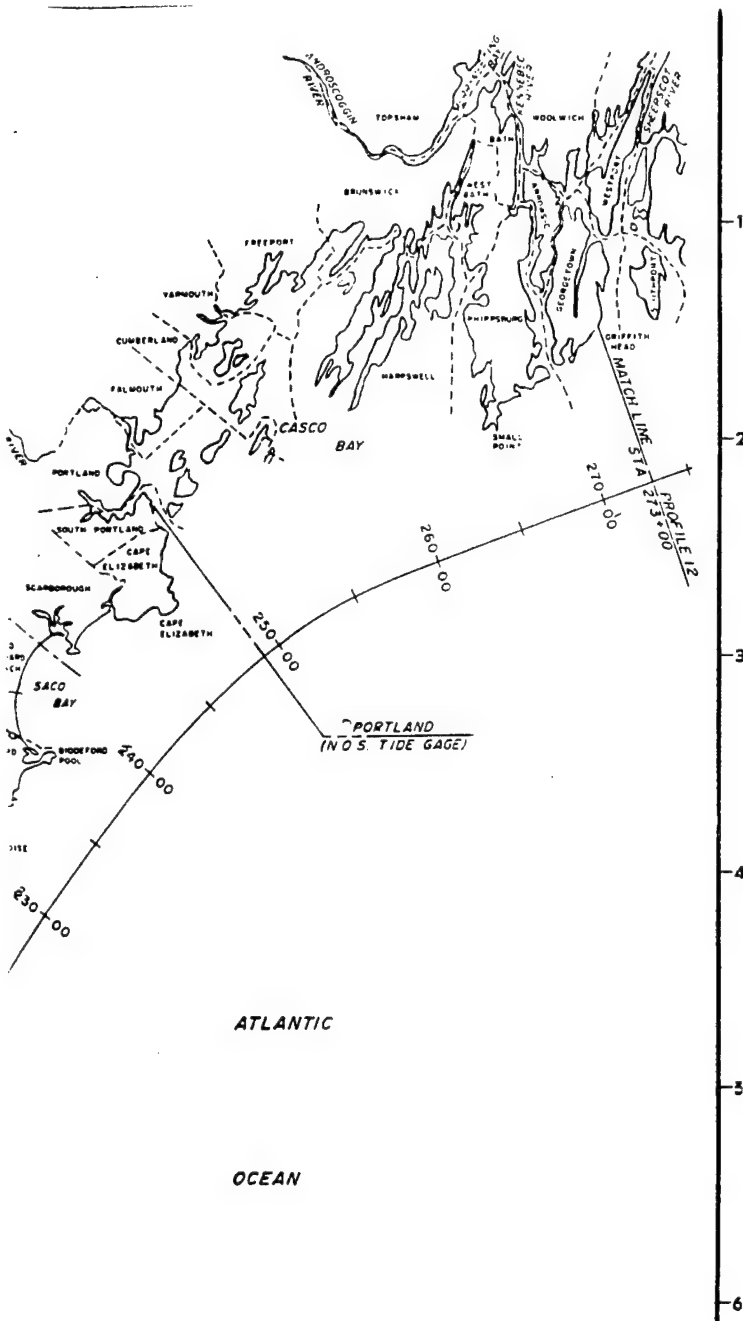 ANDROSCOGGIN
RIVER
BAY
KENNEBEC
RIVER
SHEEPSCOT
RIVER
TOPSHAM
WOOLWICH
BATH
WEST
BATH
WESTPORT
BRUNSWICK
FREEPORT
GEORGETOWN
YARMOUTH
PHIPPSBURG
CUMBERLAND
GRIFFITH
HEAD
HARPSWELL
FALMOUTH
CASCO
BAY
SMALL
POINT
MATCH LINE
STA
273+00
PROFILE 12
RIVER
PORTLAND
SOUTH PORTLAND
CAPE
ELIZABETH
SCARBOROUGH
CAPE
ELIZABETH
SACO
BAY
BIDDEFORD
POOL
PORTLAND
(N.O.S. TIDE GAGE)
270+00
260+00
250+00
240+00
230+00
ATLANTIC
OCEAN
-1
-2
-3
-4
-5
-6